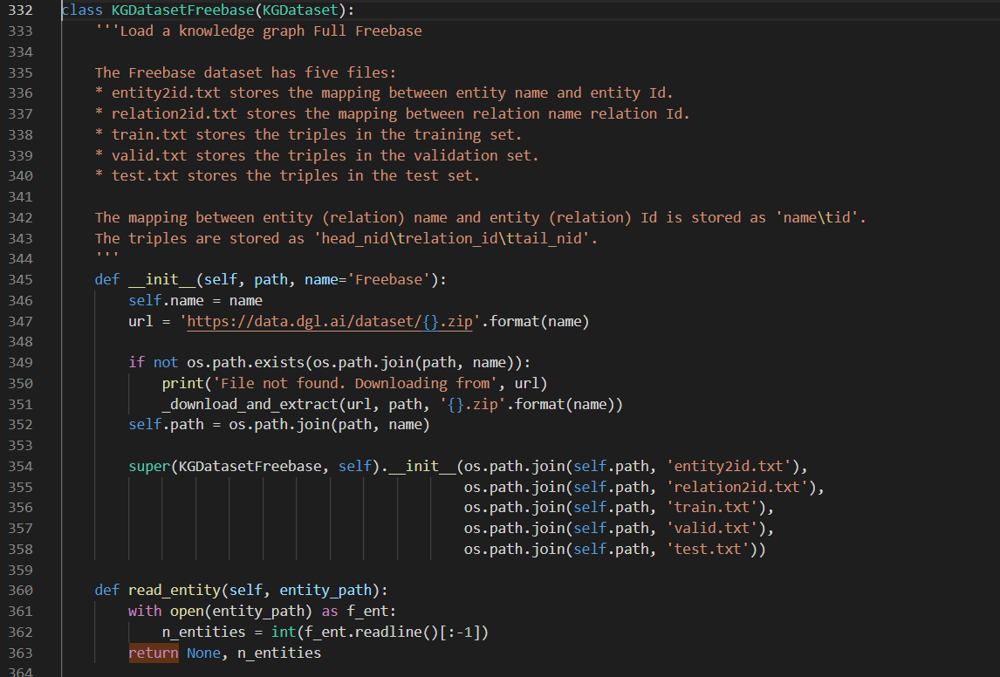 332 class KGDatasetFreebase(KGDataset):
333     '''Load a knowledge graph Full Freebase
334
335     The Freebase dataset has five files:
336     * entity2id.txt stores the mapping between entity name and entity Id.
337     * relation2id.txt stores the mapping between relation name relation Id.
338     * train.txt stores the triples in the training set.
339     * valid.txt stores the triples in the validation set.
340     * test.txt stores the triples in the test set.
341
342     The mapping between entity (relation) name and entity (relation) Id is stored as 'name\tid'.
343     The triples are stored as 'head_nid\trelation_id\ttail_nid'.
344     '''
345     def __init__(self, path, name='Freebase'):
346         self.name = name
347         url = 'https://data.dgl.ai/dataset/{}.zip'.format(name)
348
349         if not os.path.exists(os.path.join(path, name)):
350             print('File not found. Downloading from', url)
351             _download_and_extract(url, path, '{}.zip'.format(name))
352         self.path = os.path.join(path, name)
353
354         super(KGDatasetFreebase, self).__init__(os.path.join(self.path, 'entity2id.txt'),
355                                                 os.path.join(self.path, 'relation2id.txt'),
356                                                 os.path.join(self.path, 'train.txt'),
357                                                 os.path.join(self.path, 'valid.txt'),
358                                                 os.path.join(self.path, 'test.txt'))
359
360     def read_entity(self, entity_path):
361         with open(entity_path) as f_ent:
362             n_entities = int(f_ent.readline()[:-1])
363         return None, n_entities
364